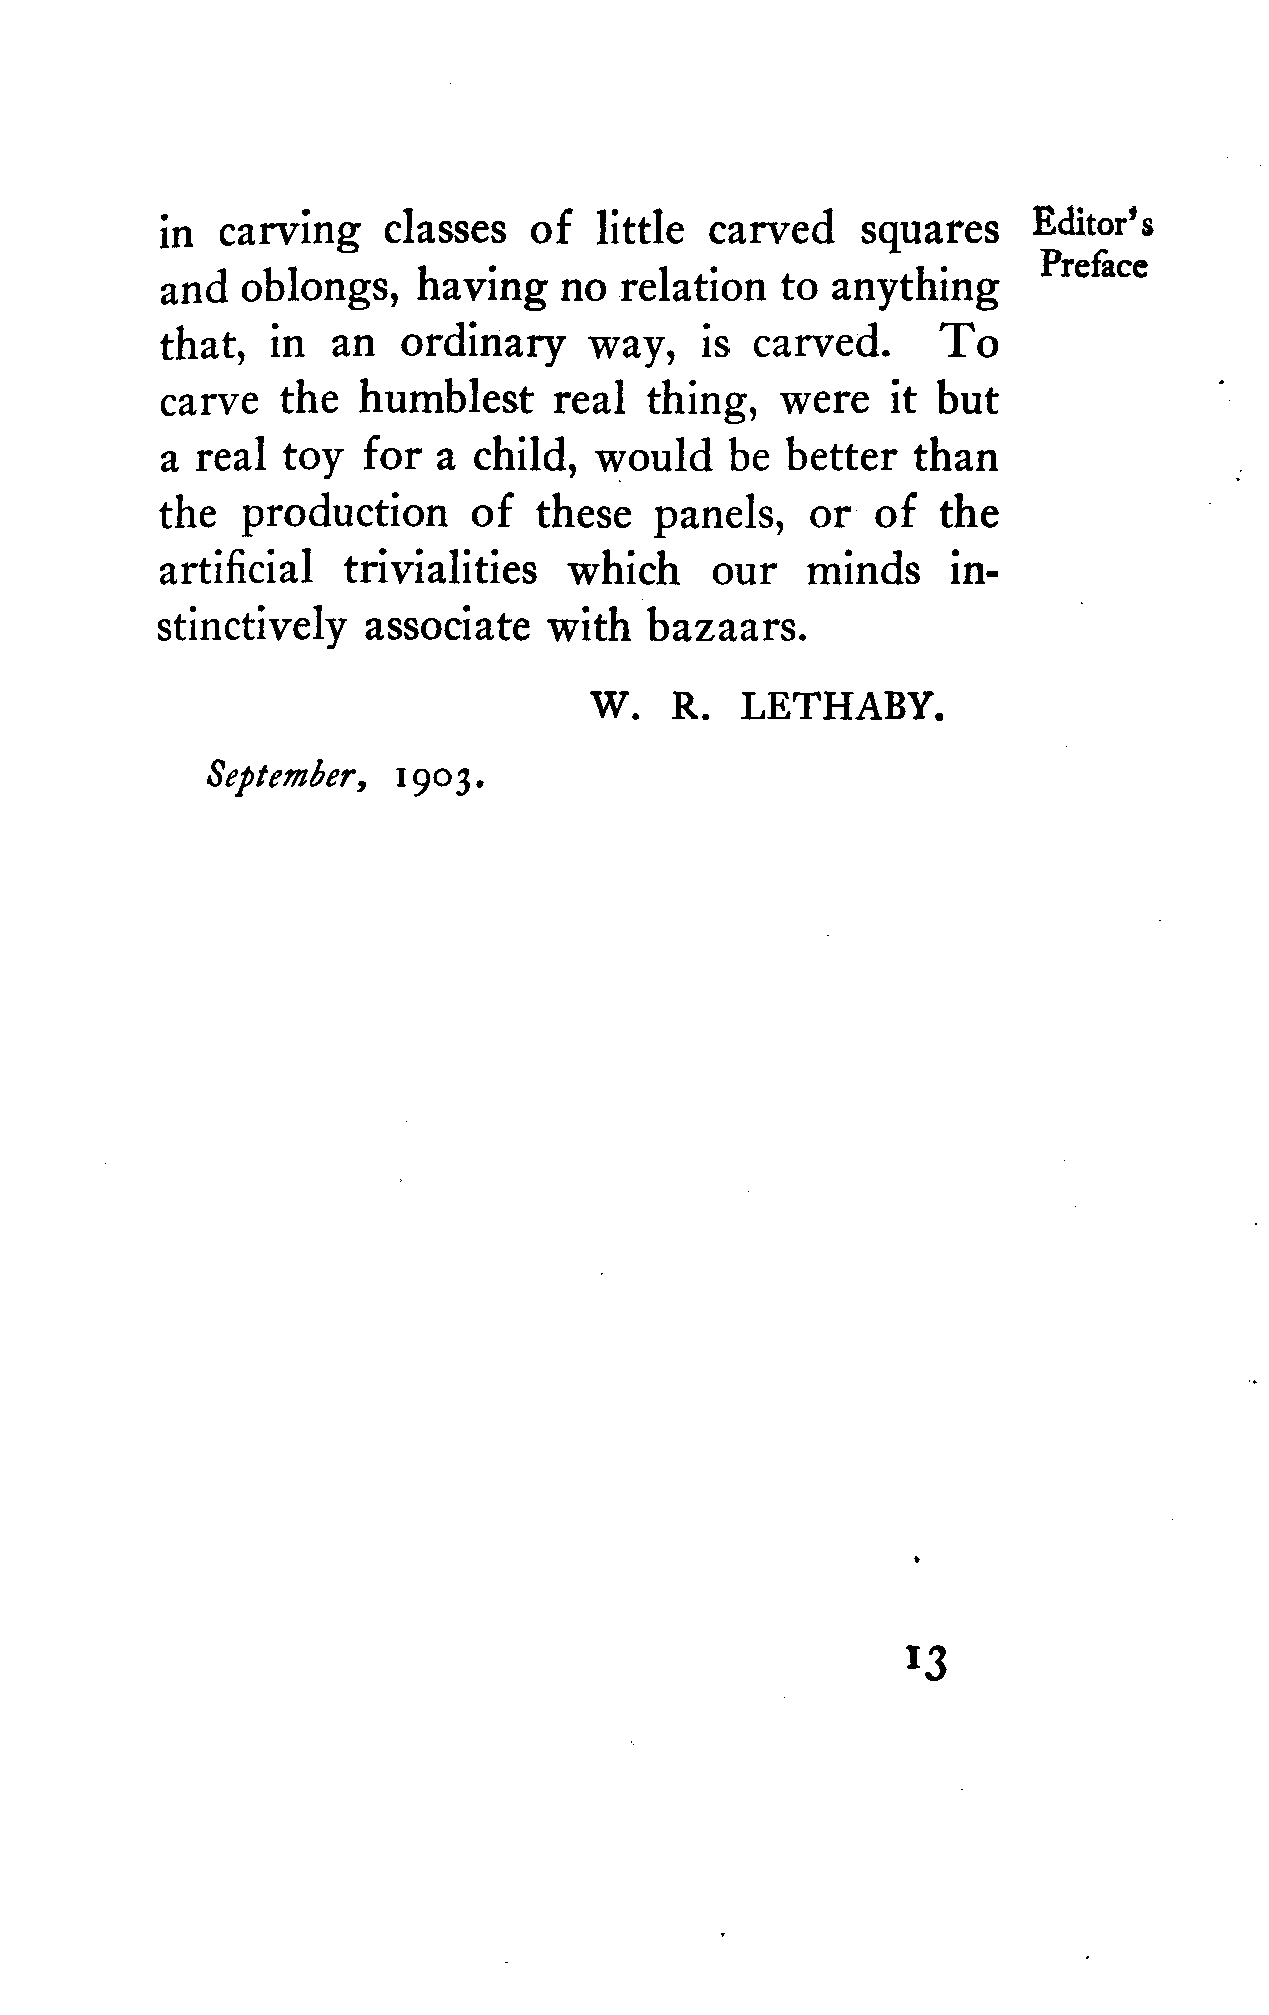 in carving classes of little carved squares
and oblongs, having no relation to anything
that, in an ordinary way, is carved. To
carve the humblest real thing, were it but
a real toy for a child, would be better than
the production of these panels, or of the
artificial trivialities which our minds in-
stinctively associate with bazaars.
W. R. LETHABY.
September, 1903.
Editor's
Preface
13